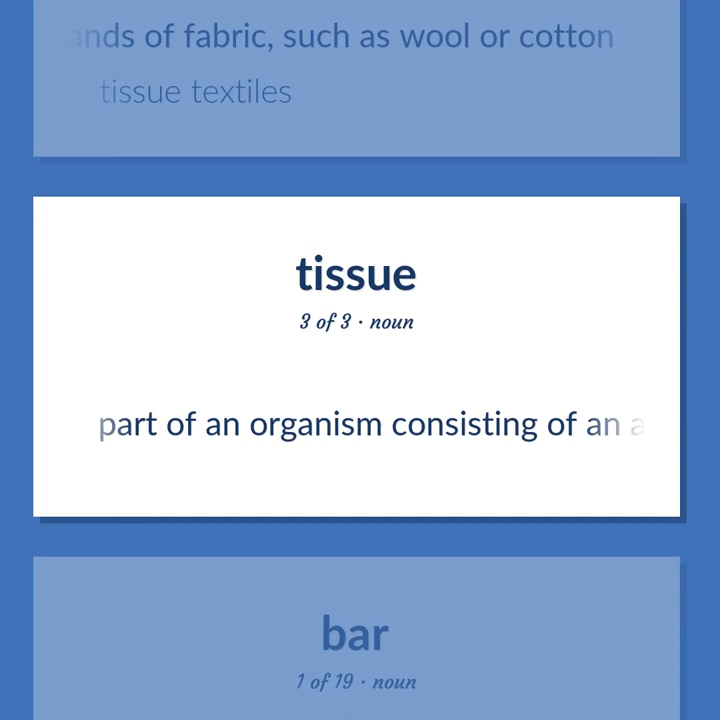 of fabric, such as wool or cotton
tissue textiles
tissue
3 of 3 · noun
part of an organism consisting of an
bar
1 of 19 · noun